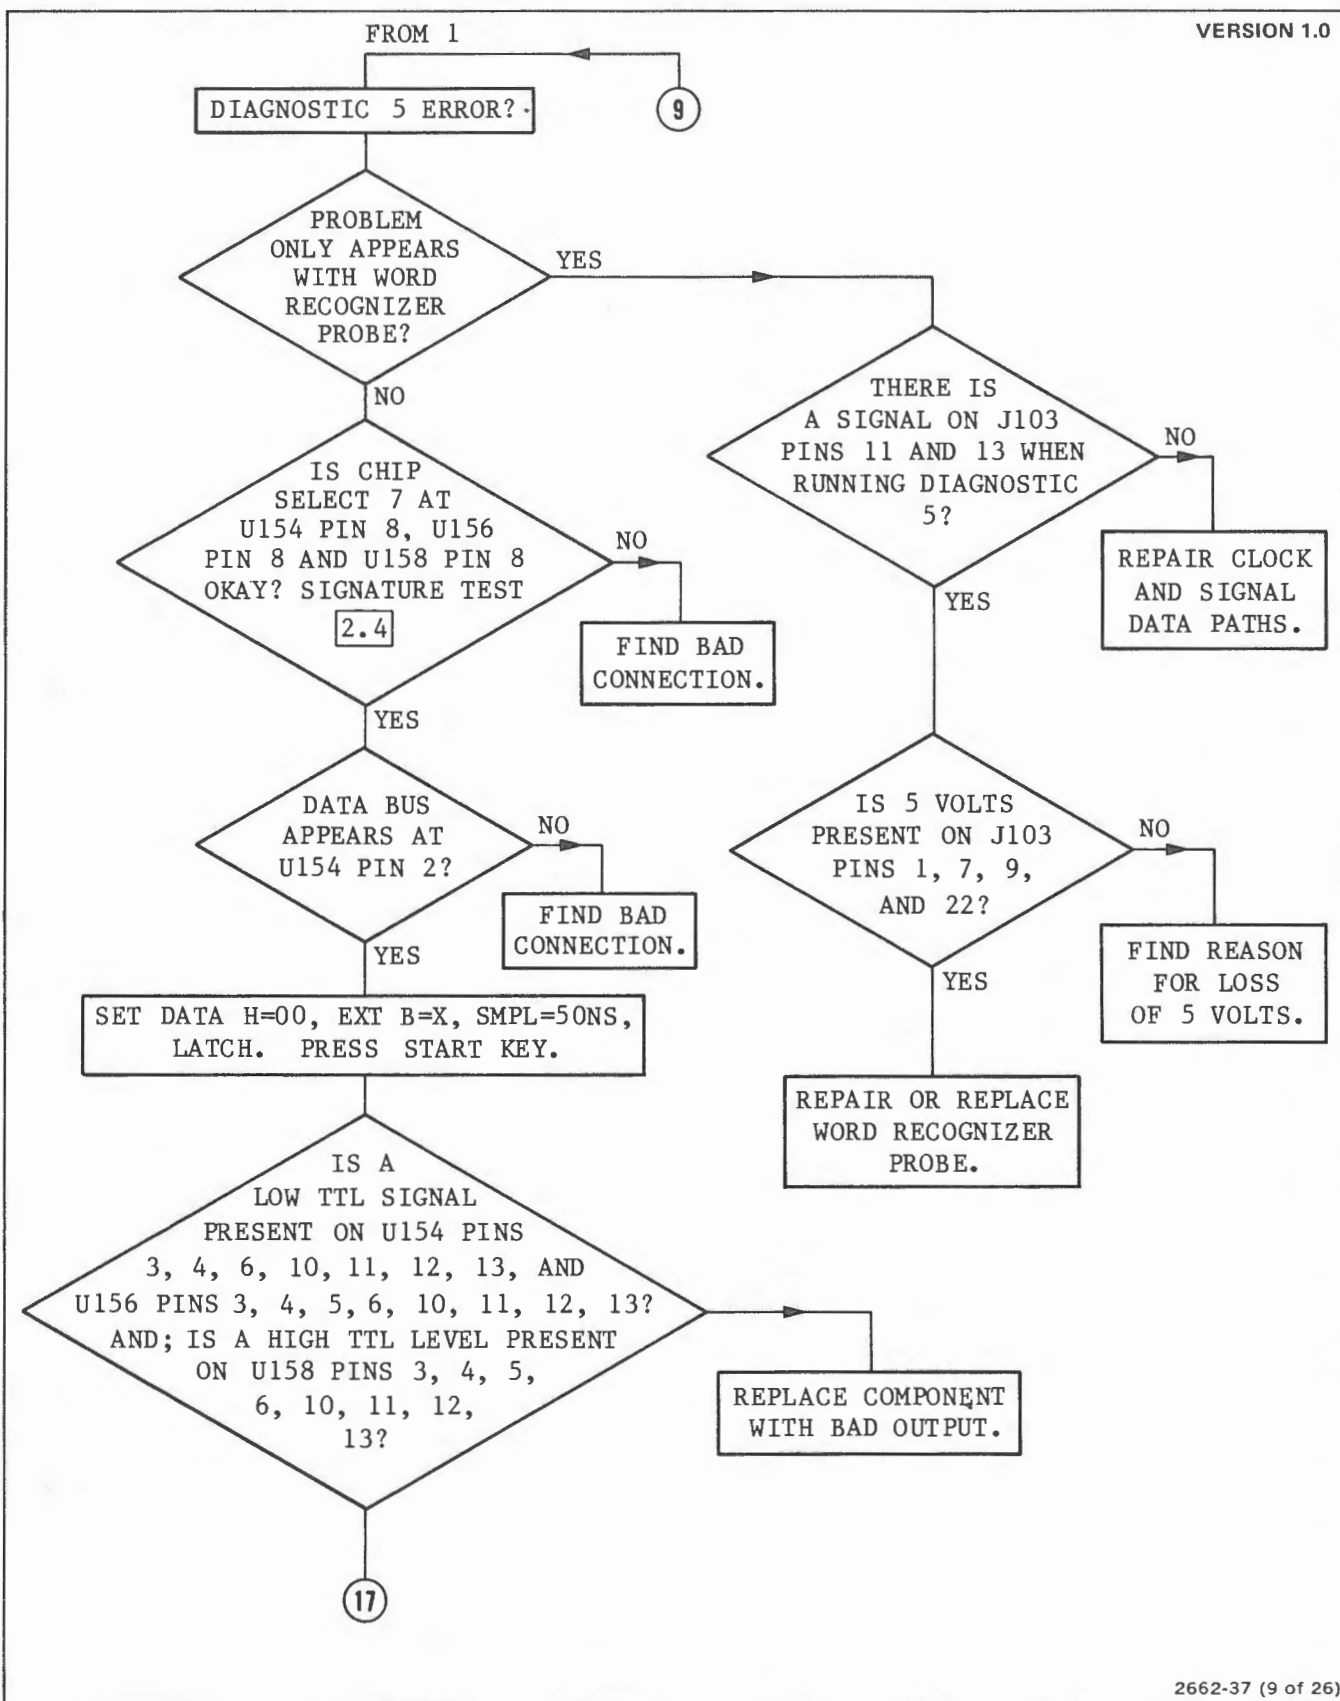 VERSION 1.0
FROM 1
9
DIAGNOSTIC 5 ERROR?
PROBLEM
ONLY APPEARS
WITH WORD
RECOGNIZER
PROBE?
YES
NO
THERE IS
A SIGNAL ON J103
PINS 11 AND 13 WHEN
RUNNING DIAGNOSTIC
5?
NO
YES
REPAIR CLOCK
AND SIGNAL
DATA PATHS.
IS CHIP
SELECT 7 AT
U154 PIN 8, U156
PIN 8 AND U158 PIN 8
OKAY? SIGNATURE TEST
2.4
NO
YES
FIND BAD
CONNECTION.
DATA BUS
APPEARS AT
U154 PIN 2?
NO
YES
FIND BAD
CONNECTION.
IS 5 VOLTS
PRESENT ON J103
PINS 1, 7, 9,
AND 22?
NO
YES
FIND REASON
FOR LOSS
OF 5 VOLTS.
SET DATA H=00, EXT B=X, SMPL=50NS,
LATCH. PRESS START KEY.
REPAIR OR REPLACE
WORD RECOGNIZER
PROBE.
IS A
LOW TTL SIGNAL
PRESENT ON U154 PINS
3, 4, 6, 10, 11, 12, 13, AND
U156 PINS 3, 4, 5, 6, 10, 11, 12, 13?
AND; IS A HIGH TTL LEVEL PRESENT
ON U158 PINS 3, 4, 5,
6, 10, 11, 12,
13?
REPLACE COMPONENT
WITH BAD OUTPUT.
17
2662-37 (9 of 26)